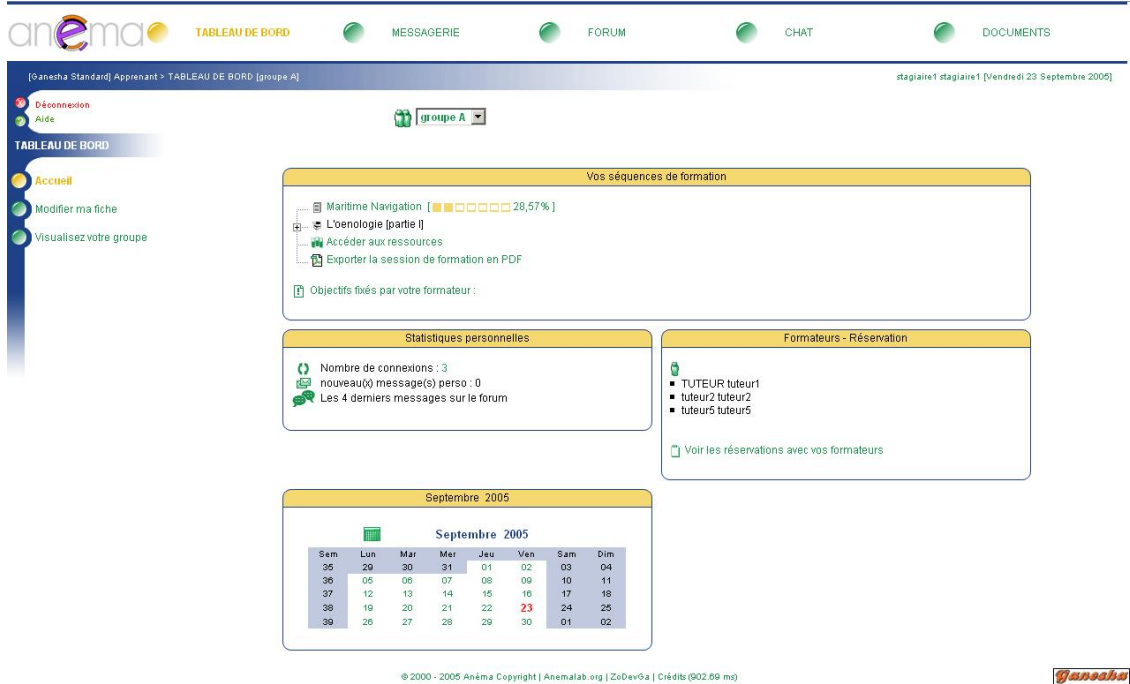 anema TABLEAU DE BORD MESSAGERIE FORUM CHAT DOCUMENTS
[Ganesha Standard] Apprenant > TABLEAU DE BORD [groupe A] stagiaire1 stagiaire1 [Vendredi 23 Septembre 2005]
Déconnexion
Aide
groupe A
TABLEAU DE BORD
Accueil
Modifier ma fiche
Visualisez votre groupe
Vos séquences de formation
Maritime Navigation [ 28,57% ]
L'oenologie [partie I]
Accéder aux ressources
Exporter la session de formation en PDF
Objectifs fixés par votre formateur :
Statistiques personnelles
Nombre de connexions : 3
nouveau(x) message(s) perso : 0
Les 4 derniers messages sur le forum
Formateurs - Réservation
TUTEUR tuteur1
tuteur2 tuteur2
tuteur5 tuteur5
Voir les réservations avec vos formateurs
Septembre 2005
Septembre 2005
Sem Lun Mar Mer Jeu Ven Sam Dim
35 29 30 31 01 02 03 04
36 05 06 07 08 09 10 11
37 12 13 14 15 16 17 18
38 19 20 21 22 23 24 25
39 26 27 28 29 30 01 02
© 2000 - 2005 Anéma Copyright | Anemalab.org | ZoDevGa | Crédits (902.69 ms)
Ganesha